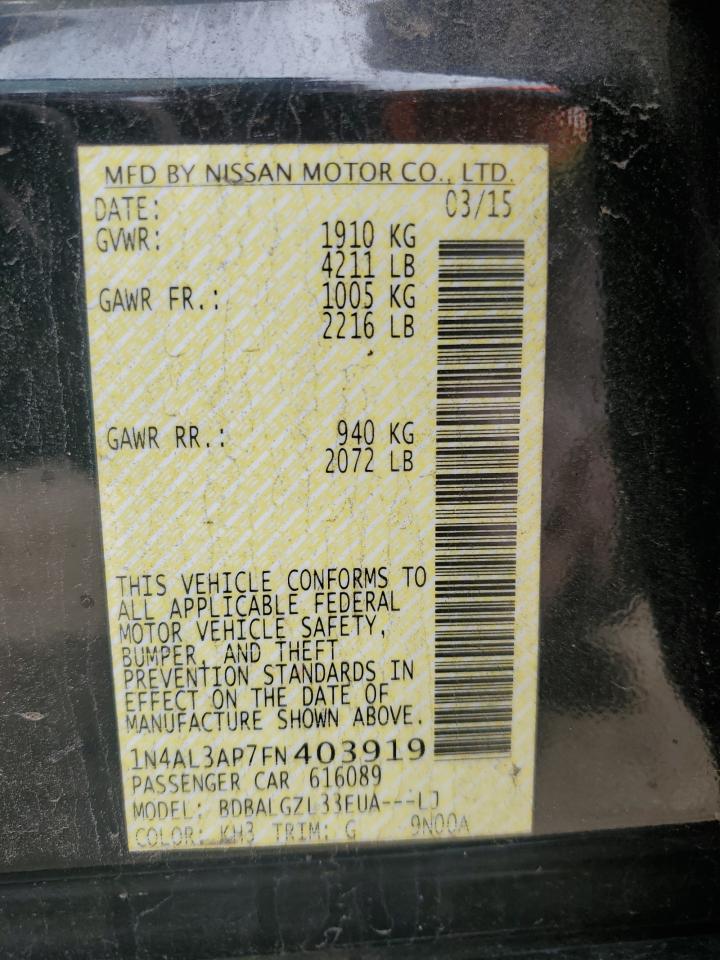 MFD BY NISSAN MOTOR CO., LTD.
DATE: 03/15
GVWR: 1910 KG
4211 LB
GAWR FR.: 1005 KG
2216 LB
GAWR RR.: 940 KG
2072 LB
THIS VEHICLE CONFORMS TO
ALL APPLICABLE FEDERAL
MOTOR VEHICLE SAFETY,
BUMPER, AND THEFT
PREVENTION STANDARDS IN
EFFECT ON THE DATE OF
MANUFACTURE SHOWN ABOVE.
1N4AL3AP7FN403919
PASSENGER CAR 616089
MODEL: BDBALGZL33EUA---LJ
COLOR: KH3 TRIM: G 9N00A